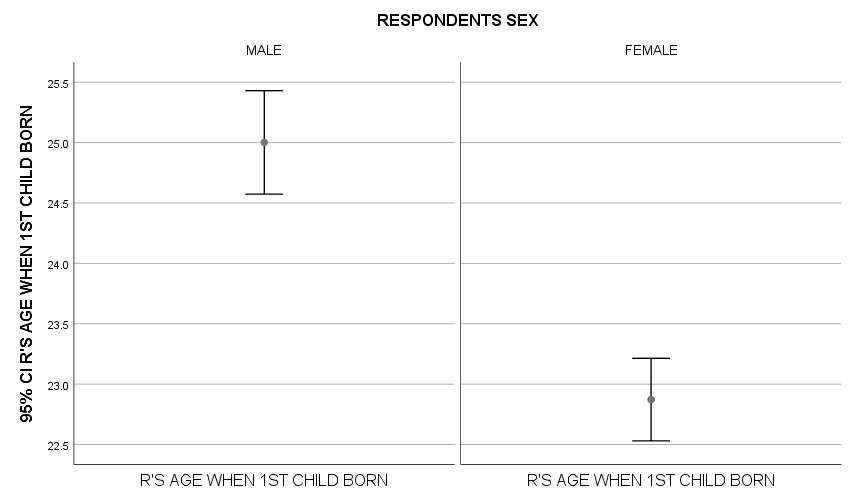 RESPONDENTS SEX
MALE
FEMALE
95% CI R'S AGE WHEN 1ST CHILD BORN
25.5
25.0
24.5
24.0
23.5
23.0
22.5
R'S AGE WHEN 1ST CHILD BORN
R'S AGE WHEN 1ST CHILD BORN